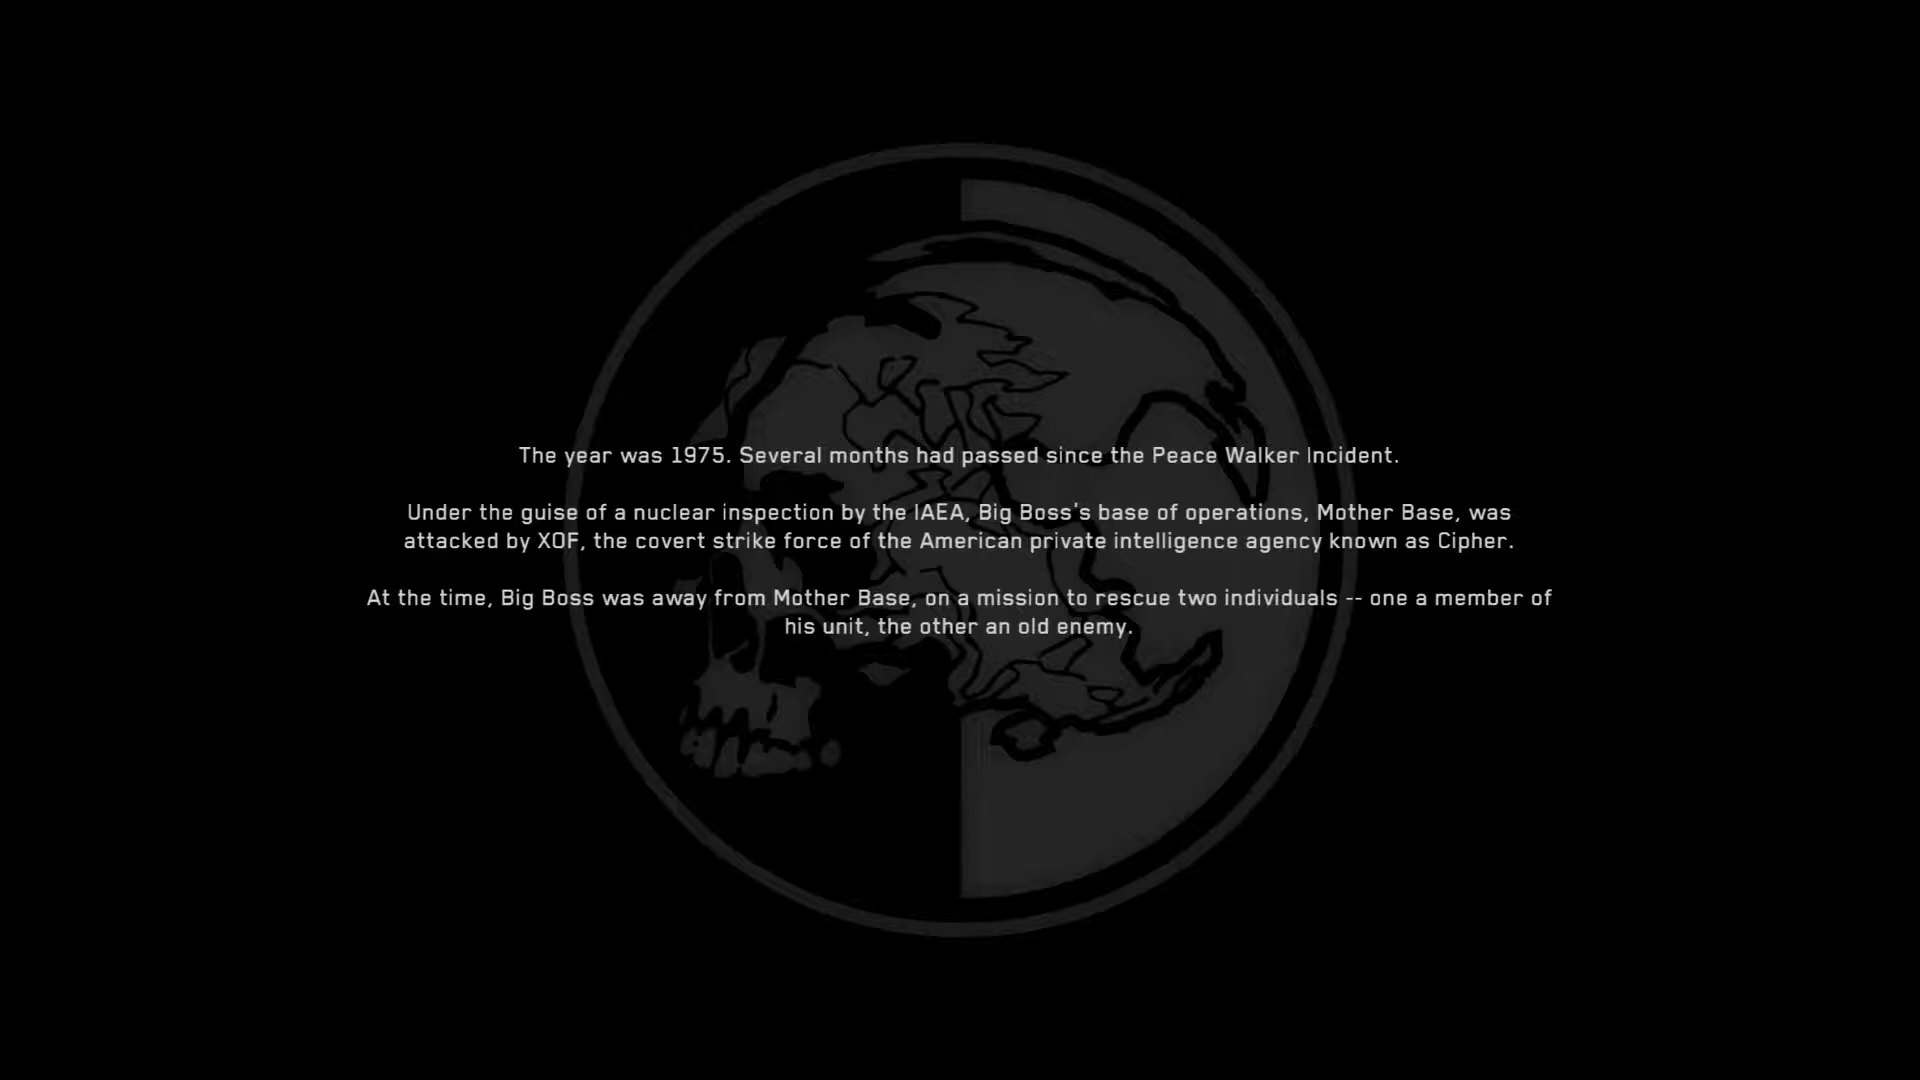 The year was 1975. Several months had passed since the Peace Walker Incident.
Under the guise of a nuclear inspection by the IAEA, Big Boss's base of operations, Mother Base, was
attacked by XOF, the covert strike force of the American private intelligence agency known as Cipher.
At the time, Big Boss was away from Mother Base, on a mission to rescue two individuals -- one a member of
his unit, the other an old enemy.